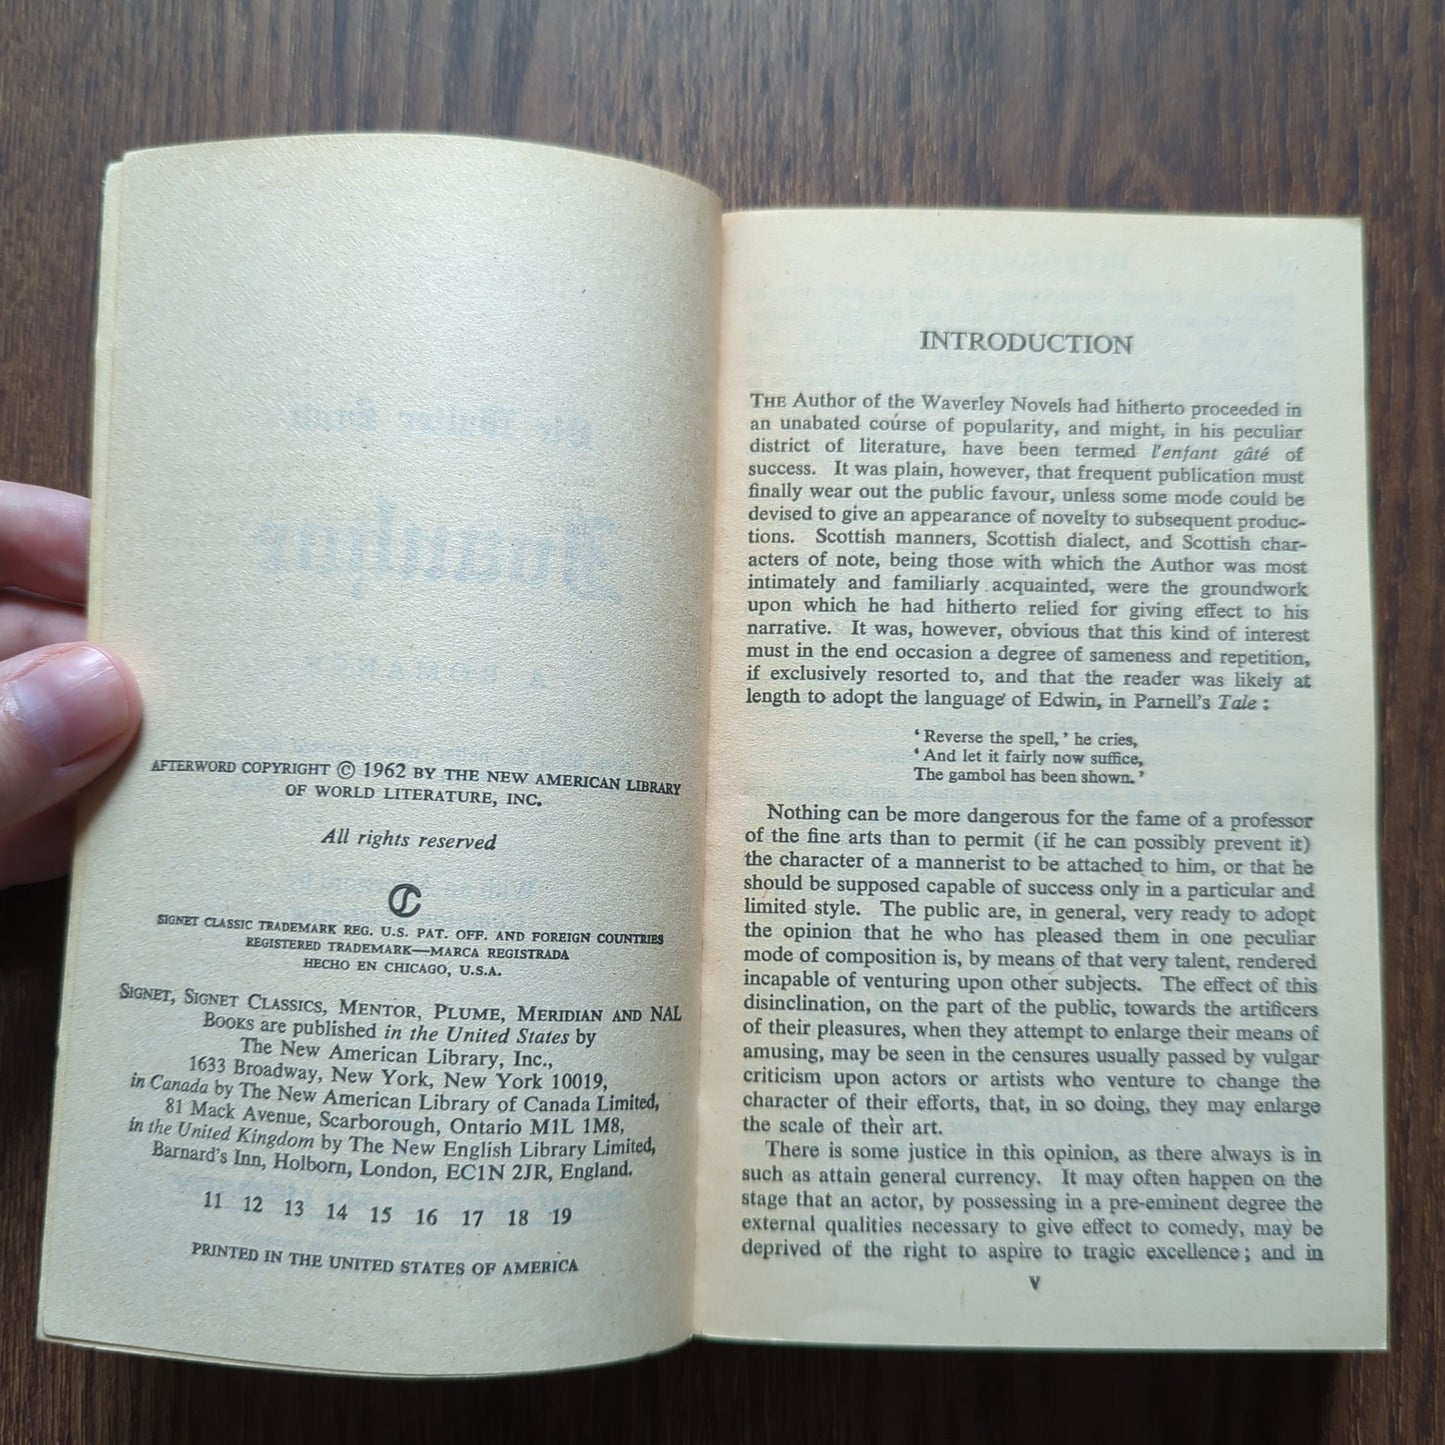 AFTERWORD COPYRIGHT © 1962 BY THE NEW AMERICAN LIBRARY
OF WORLD LITERATURE, INC.
All rights reserved
SIGNET CLASSIC TRADEMARK REG. U.S. PAT. OFF. AND FOREIGN COUNTRIES
REGISTERED TRADEMARK—MARCA REGISTRADA
HECHO EN CHICAGO, U.S.A.
SIGNET, SIGNET CLASSICS, MENTOR, PLUME, MERIDIAN AND NAL
BOOKS are published in the United States by
The New American Library, Inc.,
1633 Broadway, New York, New York 10019,
in Canada by The New American Library of Canada Limited,
81 Mack Avenue, Scarborough, Ontario M1L 1M8,
in the United Kingdom by The New English Library Limited,
Barnard's Inn, Holborn, London, EC1N 2JR, England.
11 12 13 14 15 16 17 18 19
PRINTED IN THE UNITED STATES OF AMERICA
INTRODUCTION
THE Author of the Waverley Novels had hitherto proceeded in
an unabated course of popularity, and might, in his peculiar
district of literature, have been termed l'enfant gâté of
success. It was plain, however, that frequent publication must
finally wear out the public favour, unless some mode could be
devised to give an appearance of novelty to subsequent produc-
tions. Scottish manners, Scottish dialect, and Scottish char-
acters of note, being those with which the Author was most
intimately and familiarly acquainted, were the groundwork
upon which he had hitherto relied for giving effect to his
narrative. It was, however, obvious that this kind of interest
must in the end occasion a degree of sameness and repetition,
if exclusively resorted to, and that the reader was likely at
length to adopt the language of Edwin, in Parnell's Tale :
‘ Reverse the spell, ’ he cries,
‘ And let it fairly now suffice,
The gambol has been shown. ’
Nothing can be more dangerous for the fame of a professor
of the fine arts than to permit (if he can possibly prevent it)
the character of a mannerist to be attached to him, or that he
should be supposed capable of success only in a particular and
limited style. The public are, in general, very ready to adopt
the opinion that he who has pleased them in one peculiar
mode of composition is, by means of that very talent, rendered
incapable of venturing upon other subjects. The effect of this
disinclination, on the part of the public, towards the artificers
of their pleasures, when they attempt to enlarge their means of
amusing, may be seen in the censures usually passed by vulgar
criticism upon actors or artists who venture to change the
character of their efforts, that, in so doing, they may enlarge
the scale of their art.
There is some justice in this opinion, as there always is in
such as attain general currency. It may often happen on the
stage that an actor, by possessing in a pre-eminent degree the
external qualities necessary to give effect to comedy, may be
deprived of the right to aspire to tragic excellence ; and in
V